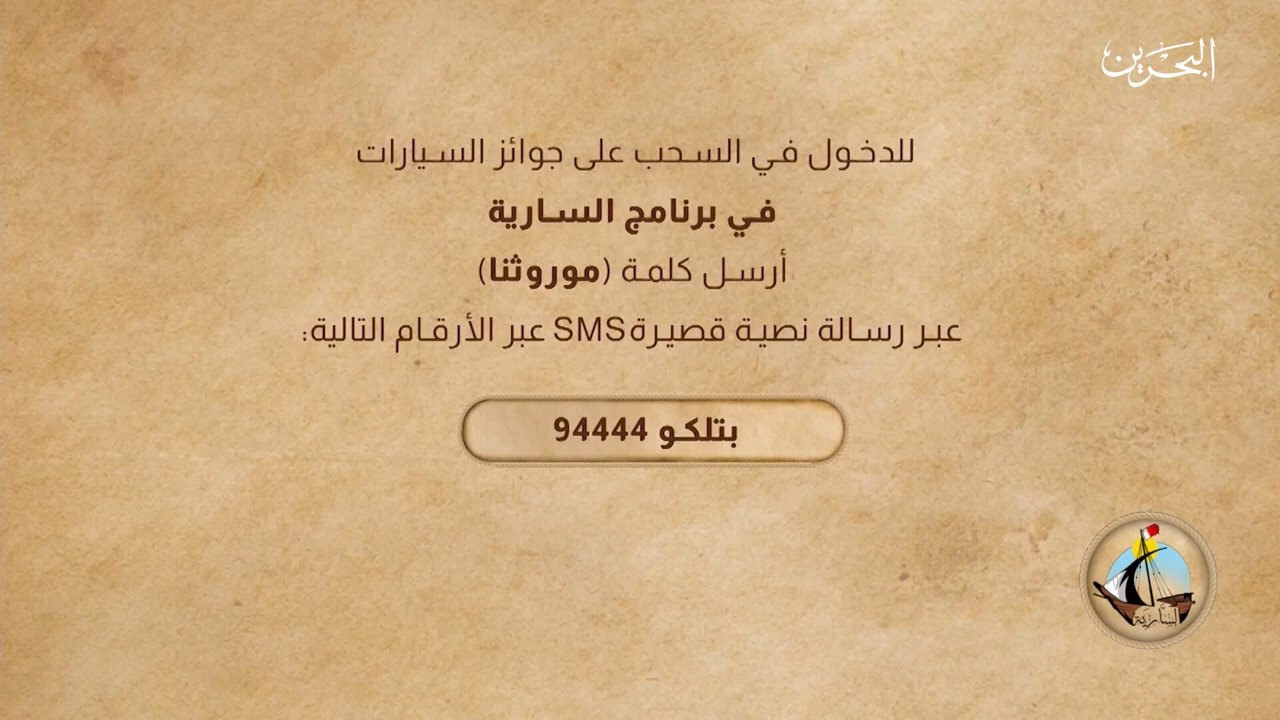 البحرين
للدخول في السحب على جوائز السيارات
في برنامج السارية
أرسل كلمة (موروثنا)
عبر رسالة نصية قصيرة SMS عبر الأرقام التالية:
بتلكو 94444
السارية